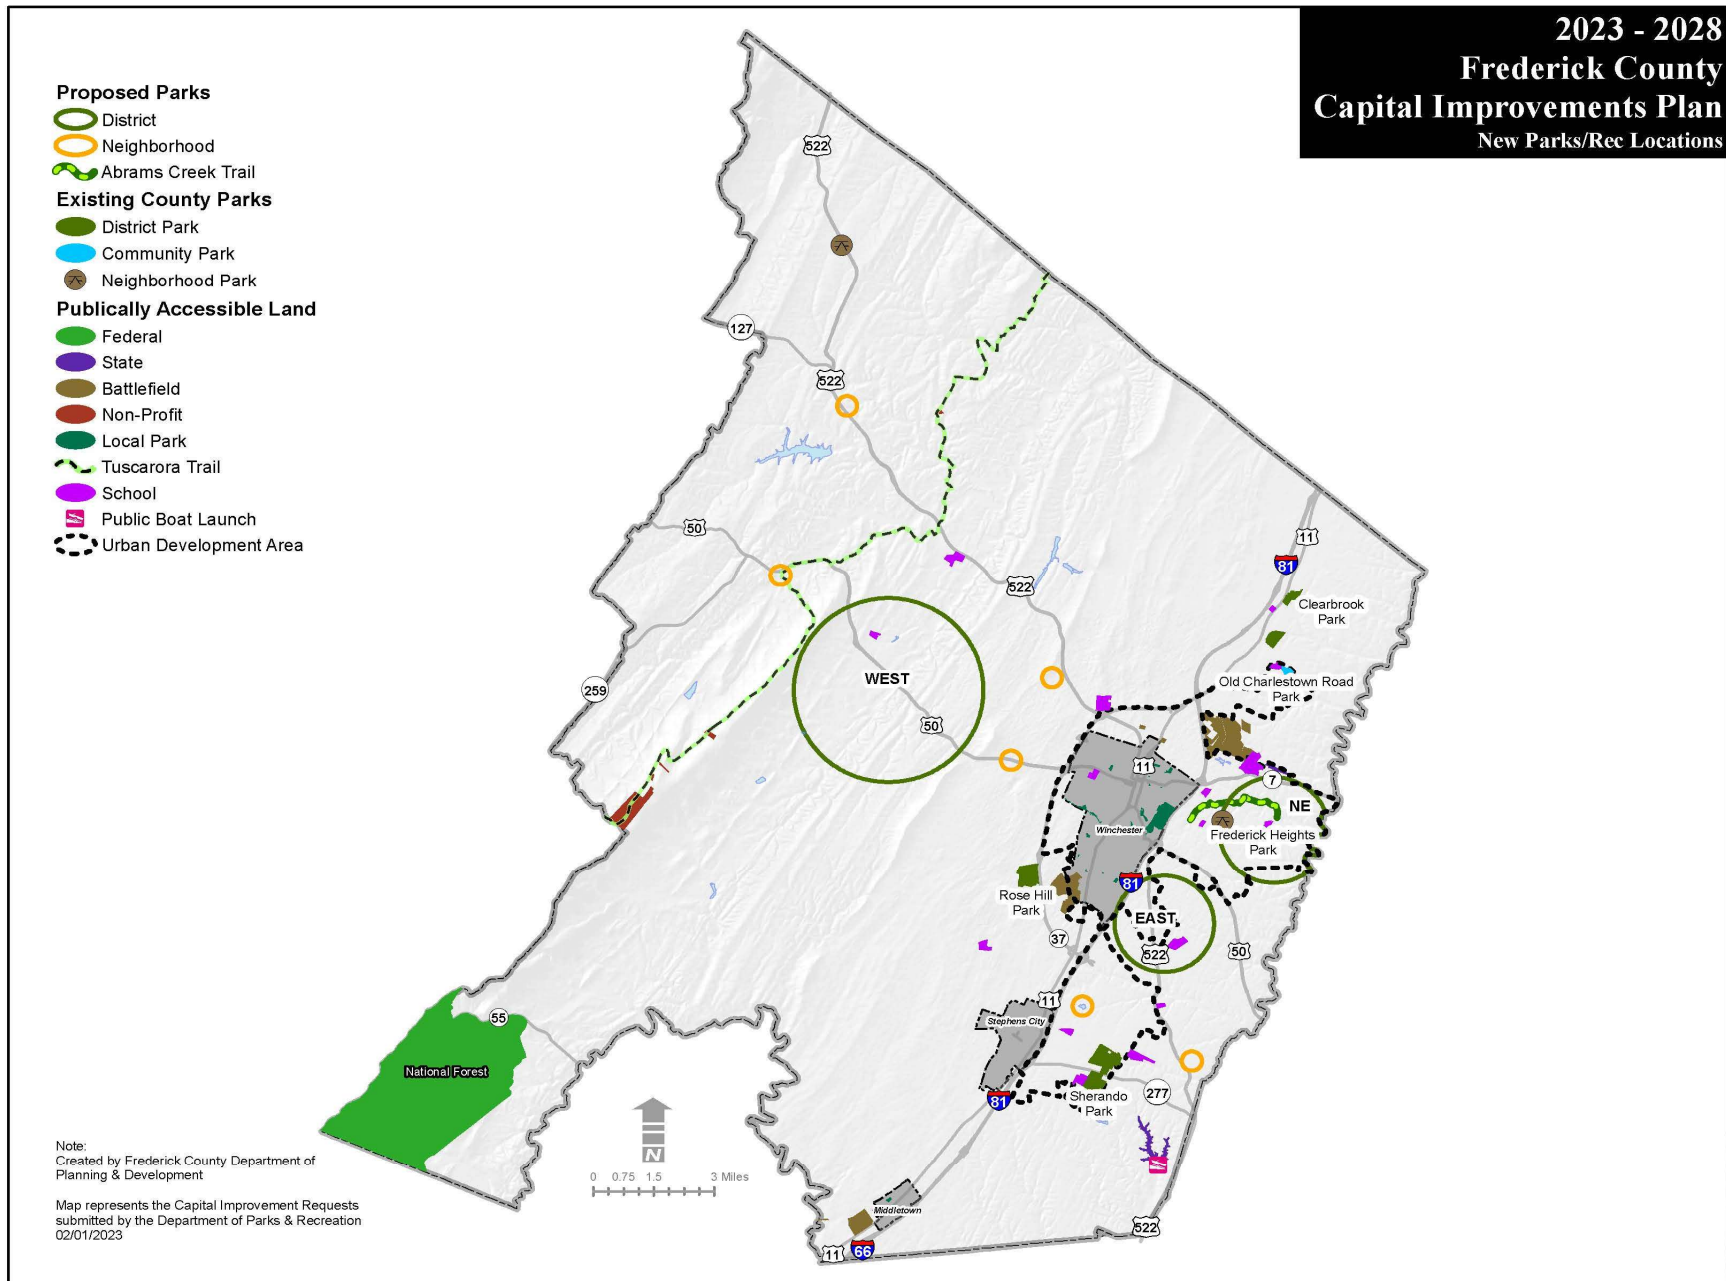 2023 - 2028
Frederick County
Capital Improvements Plan
New Parks/Rec Locations
Proposed Parks
District
Neighborhood
Abrams Creek Trail
Existing County Parks
District Park
Community Park
Neighborhood Park
Publically Accessible Land
Federal
State
Battlefield
Non-Profit
Local Park
Tuscarora Trail
School
Public Boat Launch
Urban Development Area
522
127
522
50
11
81
522
Clearbrook
Park
259
WEST
Old Charlestown Road
Park
50
11
7
NE
Winchester
Frederick Heights
Park
81
Rose Hill
Park
EAST
37
522
50
11
55
Stephens City
National Forest
277
81
Sherando
Park
N
0 0.75 1.5 3 Miles
Middletown
522
11
66
Note:
Created by Frederick County Department of
Planning & Development
Map represents the Capital Improvement Requests
submitted by the Department of Parks & Recreation
02/01/2023